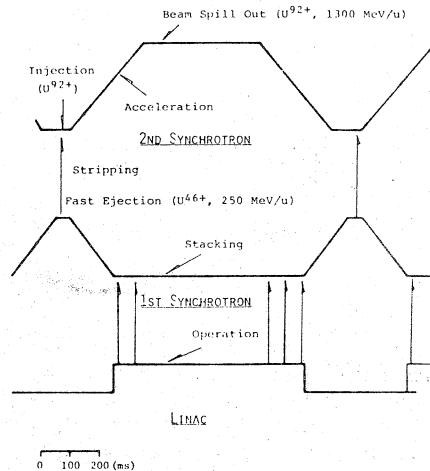 Beam Spill Out (U92+, 1300 MeV/u)
Injection
(U92+)
Acceleration
2ND SYNCHROTRON
Stripping
Fast Ejection (U46+, 250 MeV/u)
Stacking
1ST SYNCHROTRON
Operation
LINAC
0 100 200 (ms)